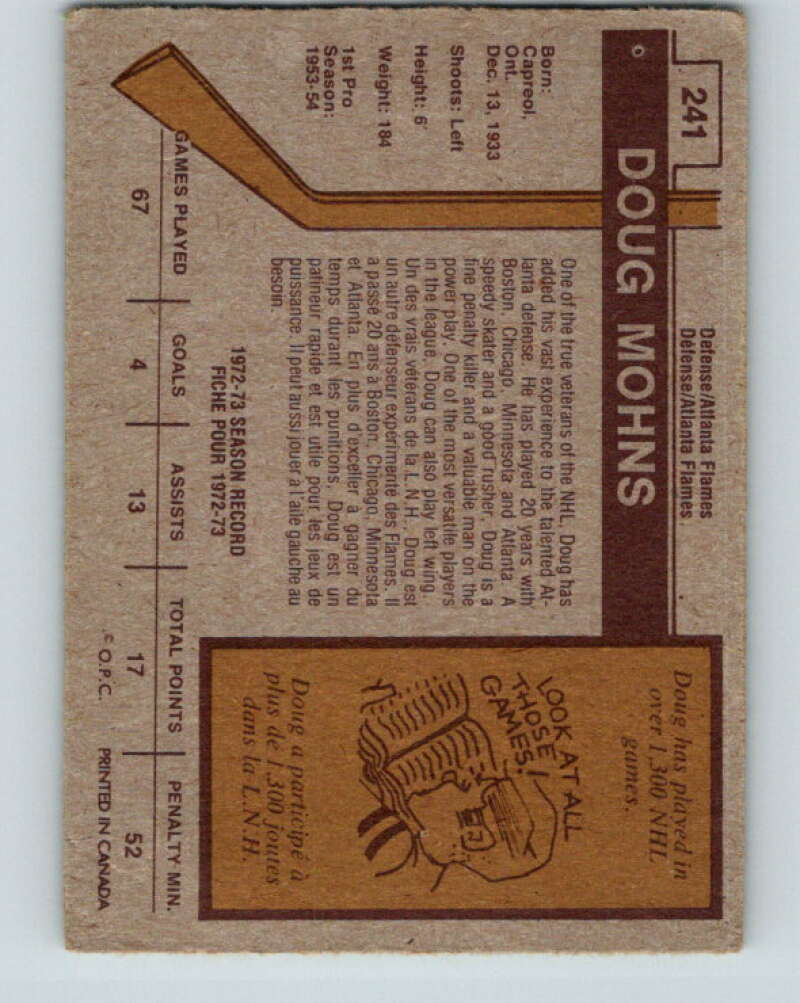 241
Defense/Atlanta Flames
Défense/Atlanta Flames
DOUG MOHNS
Born:
Capreol,
Ont.
Dec. 13, 1933
Shoots: Left
Height: 6'
Weight: 184
1st Pro
Season:
1953-54
One of the true veterans of the NHL, Doug has
added his vast experience to the talented At-
lanta defense. He has played 20 years with
Boston, Chicago, Minnesota and Atlanta. A
speedy skater and a good rusher, Doug is a
fine penalty killer and a valuable man on the
power play. One of the most versatile players
in the league, Doug can also play left wing.
Un des vrais vétérans de la L.N.H., Doug est
un autre défenseur expérimenté des Flames. Il
a passé 20 ans à Boston, Chicago, Minnesota
et Atlanta. En plus d'exceller à gagner du
temps durant les punitions, Doug est un
patineur rapide et est utile pour les jeux de
puissance. Il peut aussi jouer à l'aile gauche au
besoin.
Doug has played in
over 1,300 NHL
games.
LOOK AT ALL
THOSE
GAMES!
Doug a participé à
plus de 1,300 joutes
dans la L.N.H.
1972-73 SEASON RECORD
FICHE POUR 1972-73
GAMES PLAYED GOALS ASSISTS TOTAL POINTS PENALTY MIN.
67 4 13 17 52
© O.P.C. PRINTED IN CANADA